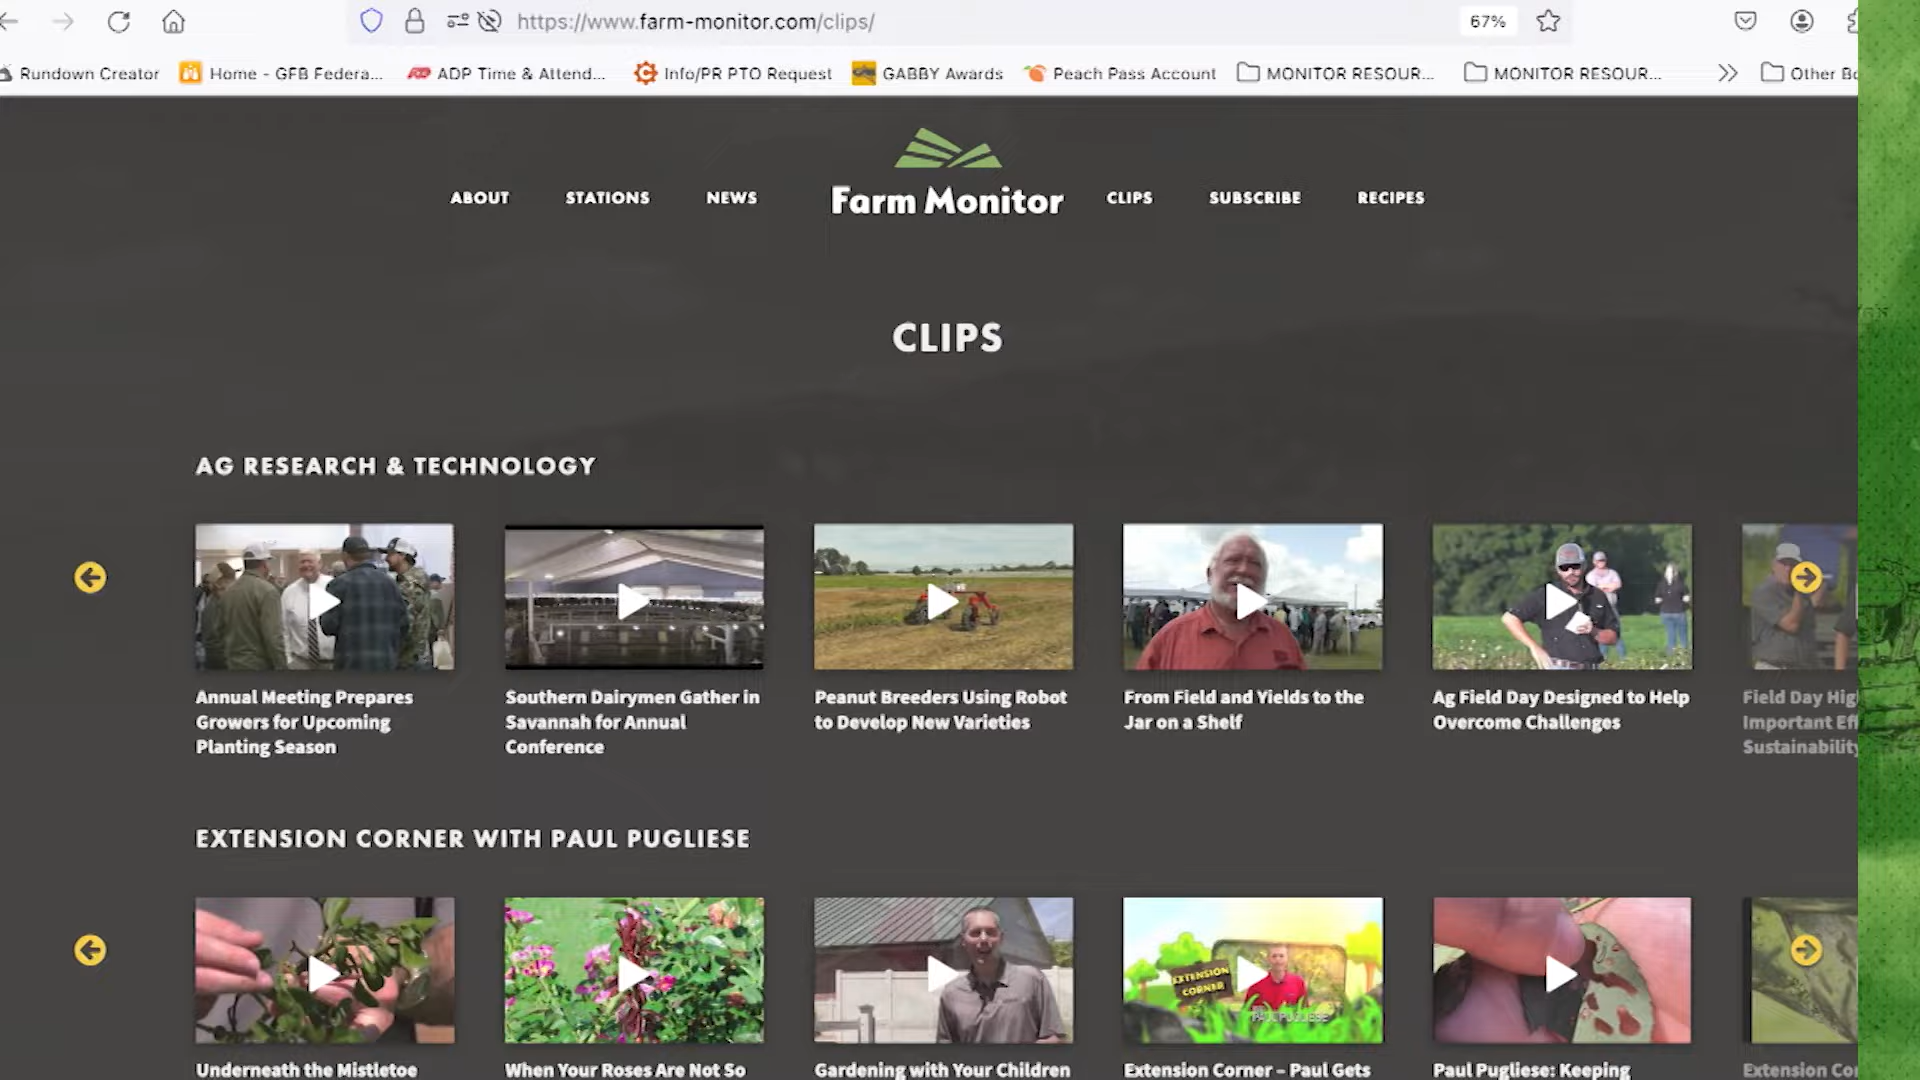 https://www.farm-monitor.com/clips/
67%
Rundown Creator
Home - GFB Federa...
ADP Time & Attend...
Info/PR PTO Request
GABBY Awards
Peach Pass Account
MONITOR RESOUR...
MONITOR RESOUR...
Other Bo
ABOUT
STATIONS
NEWS
Farm Monitor
CLIPS
SUBSCRIBE
RECIPES
CLIPS
AG RESEARCH & TECHNOLOGY
Annual Meeting Prepares
Growers for Upcoming
Planting Season
Southern Dairymen Gather in
Savannah for Annual
Conference
Peanut Breeders Using Robot
to Develop New Varieties
From Field and Yields to the
Jar on a Shelf
Ag Field Day Designed to Help
Overcome Challenges
Field Day Hig
Important Eff
Sustainability
EXTENSION CORNER WITH PAUL PUGLIESE
EXTENSION
CORNER
PAUL PUGLIESE
Underneath the Mistletoe
When Your Roses Are Not So
Gardening with Your Children
Extension Corner – Paul Gets
Paul Pugliese: Keeping
Extension Co